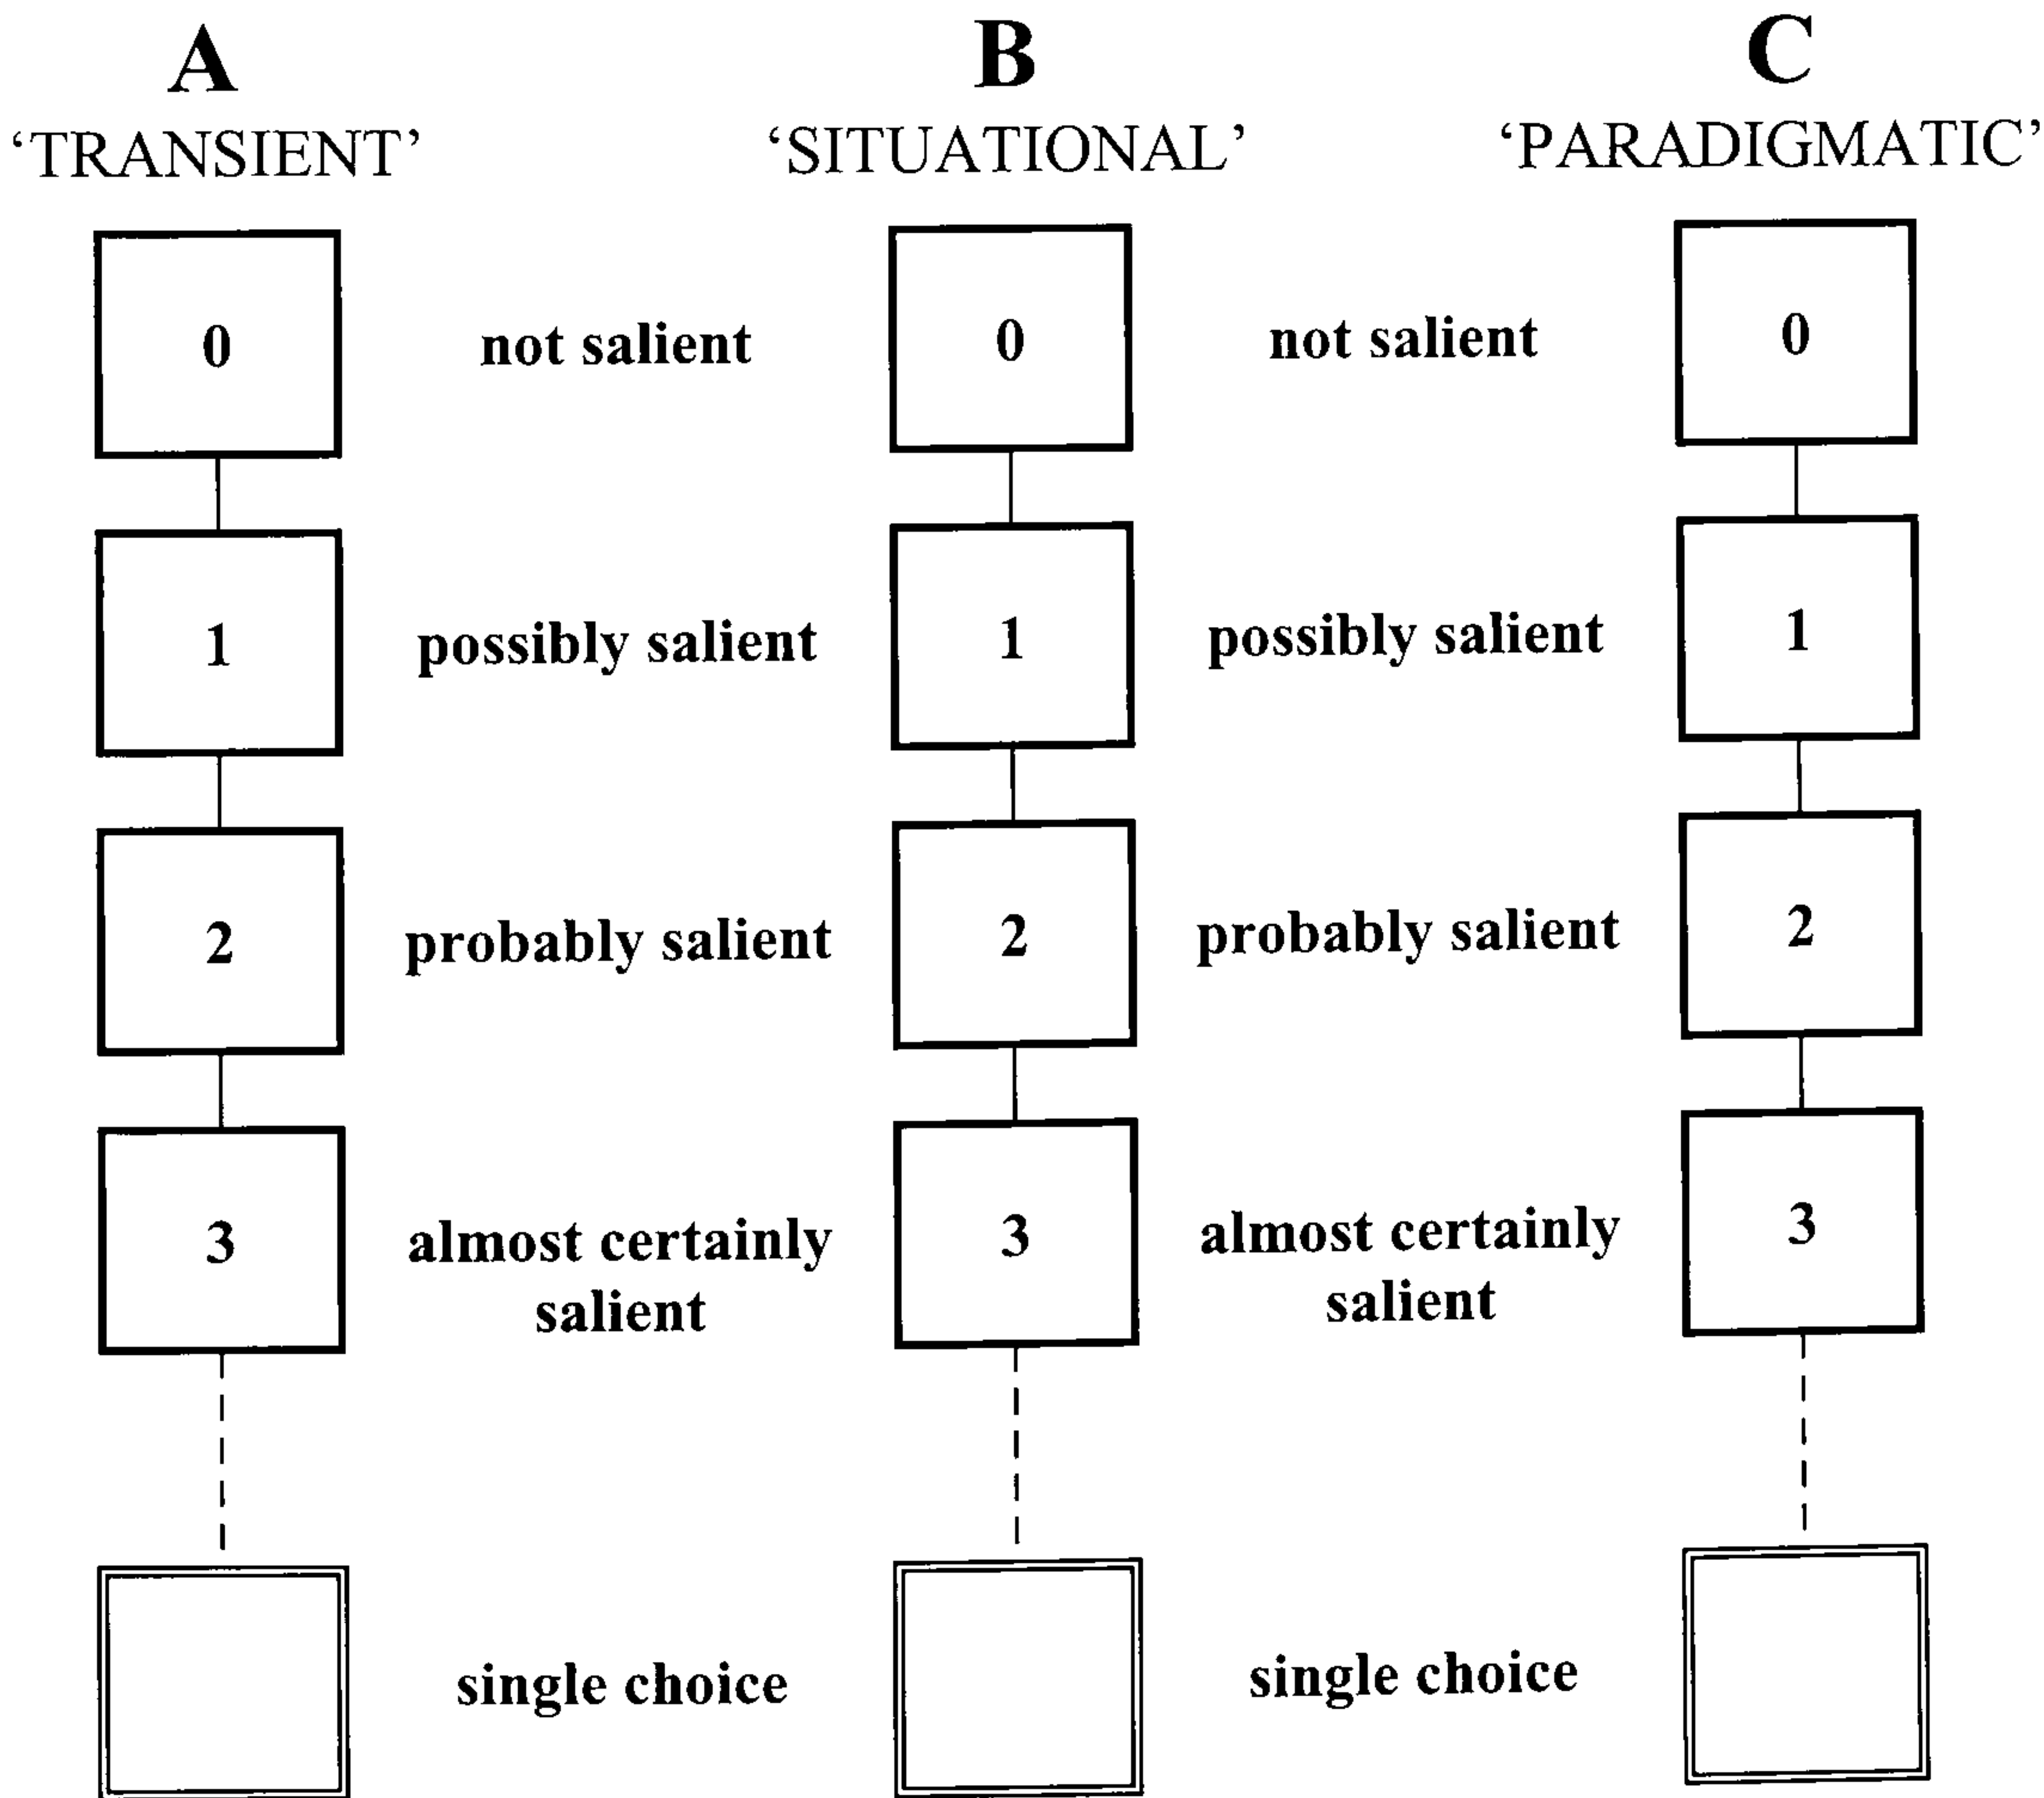 A B C
‘TRANSIENT’ ‘SITUATIONAL’ ‘PARADIGMATIC’
0 not salient 0 not salient 0
1 possibly salient 1 possibly salient 1
2 probably salient 2 probably salient 2
3 almost certainly 3 almost certainly 3
salient salient
single choice single choice